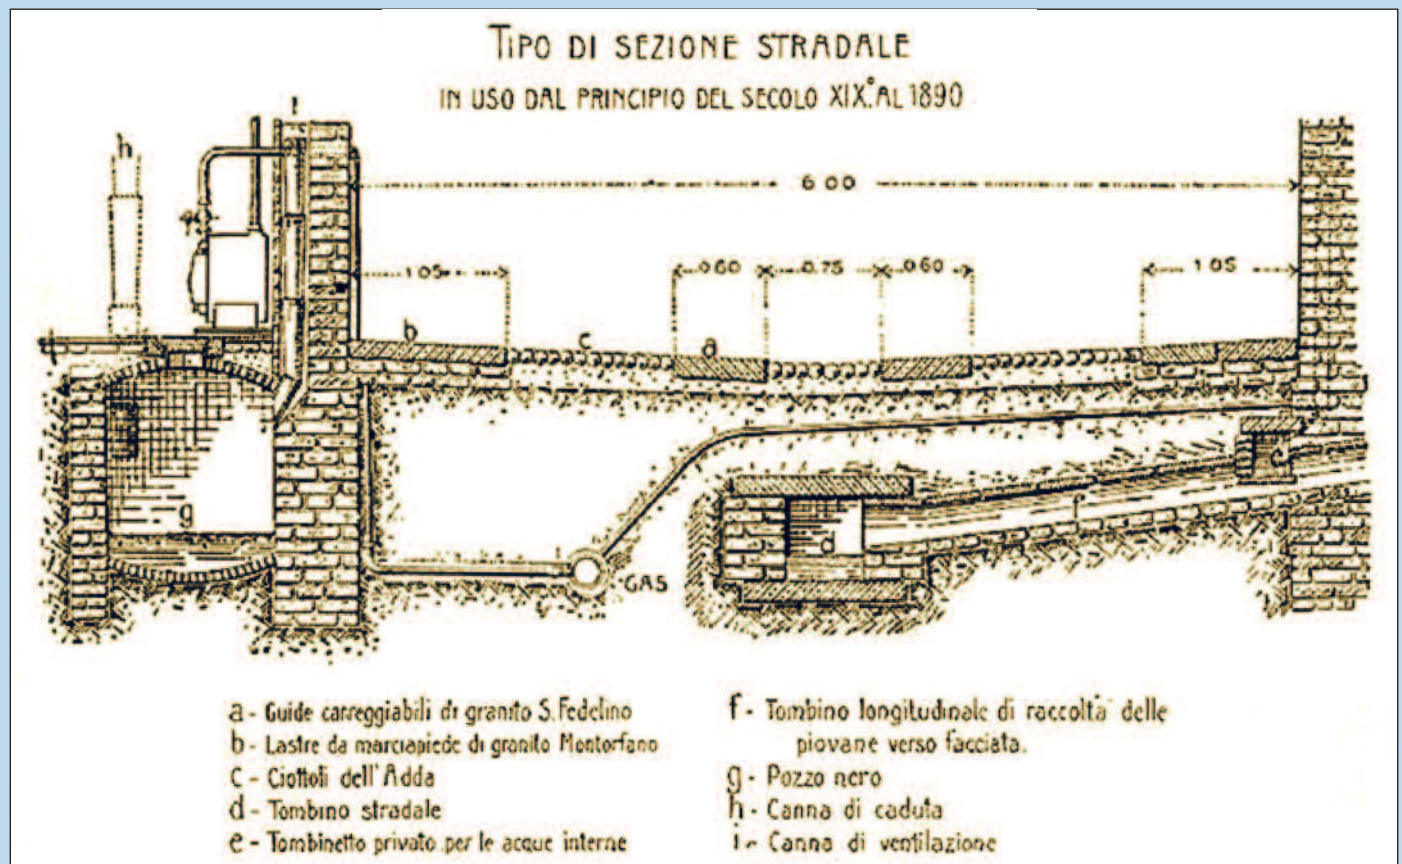 TIPO DI SEZIONE STRADALE
IN USO DAL PRINCIPIO DEL SECOLO XIX.° AL 1890
i
h
6 00
1 05
0 60
0.75
0 60
1 05
b
c
a
g
d
e
f
GAS
a - Guide carreggiabili di granito S. Fedelino
b - Lastre da marciapiede di granito Montorfano
c - Ciottoli dell'Adda
d - Tombino stradale
e - Tombinetto privato per le acque interne
f - Tombino longitudinale di raccolta delle
piovane verso facciata.
g - Pozzo nero
h - Canna di caduta
i - Canna di ventilazione